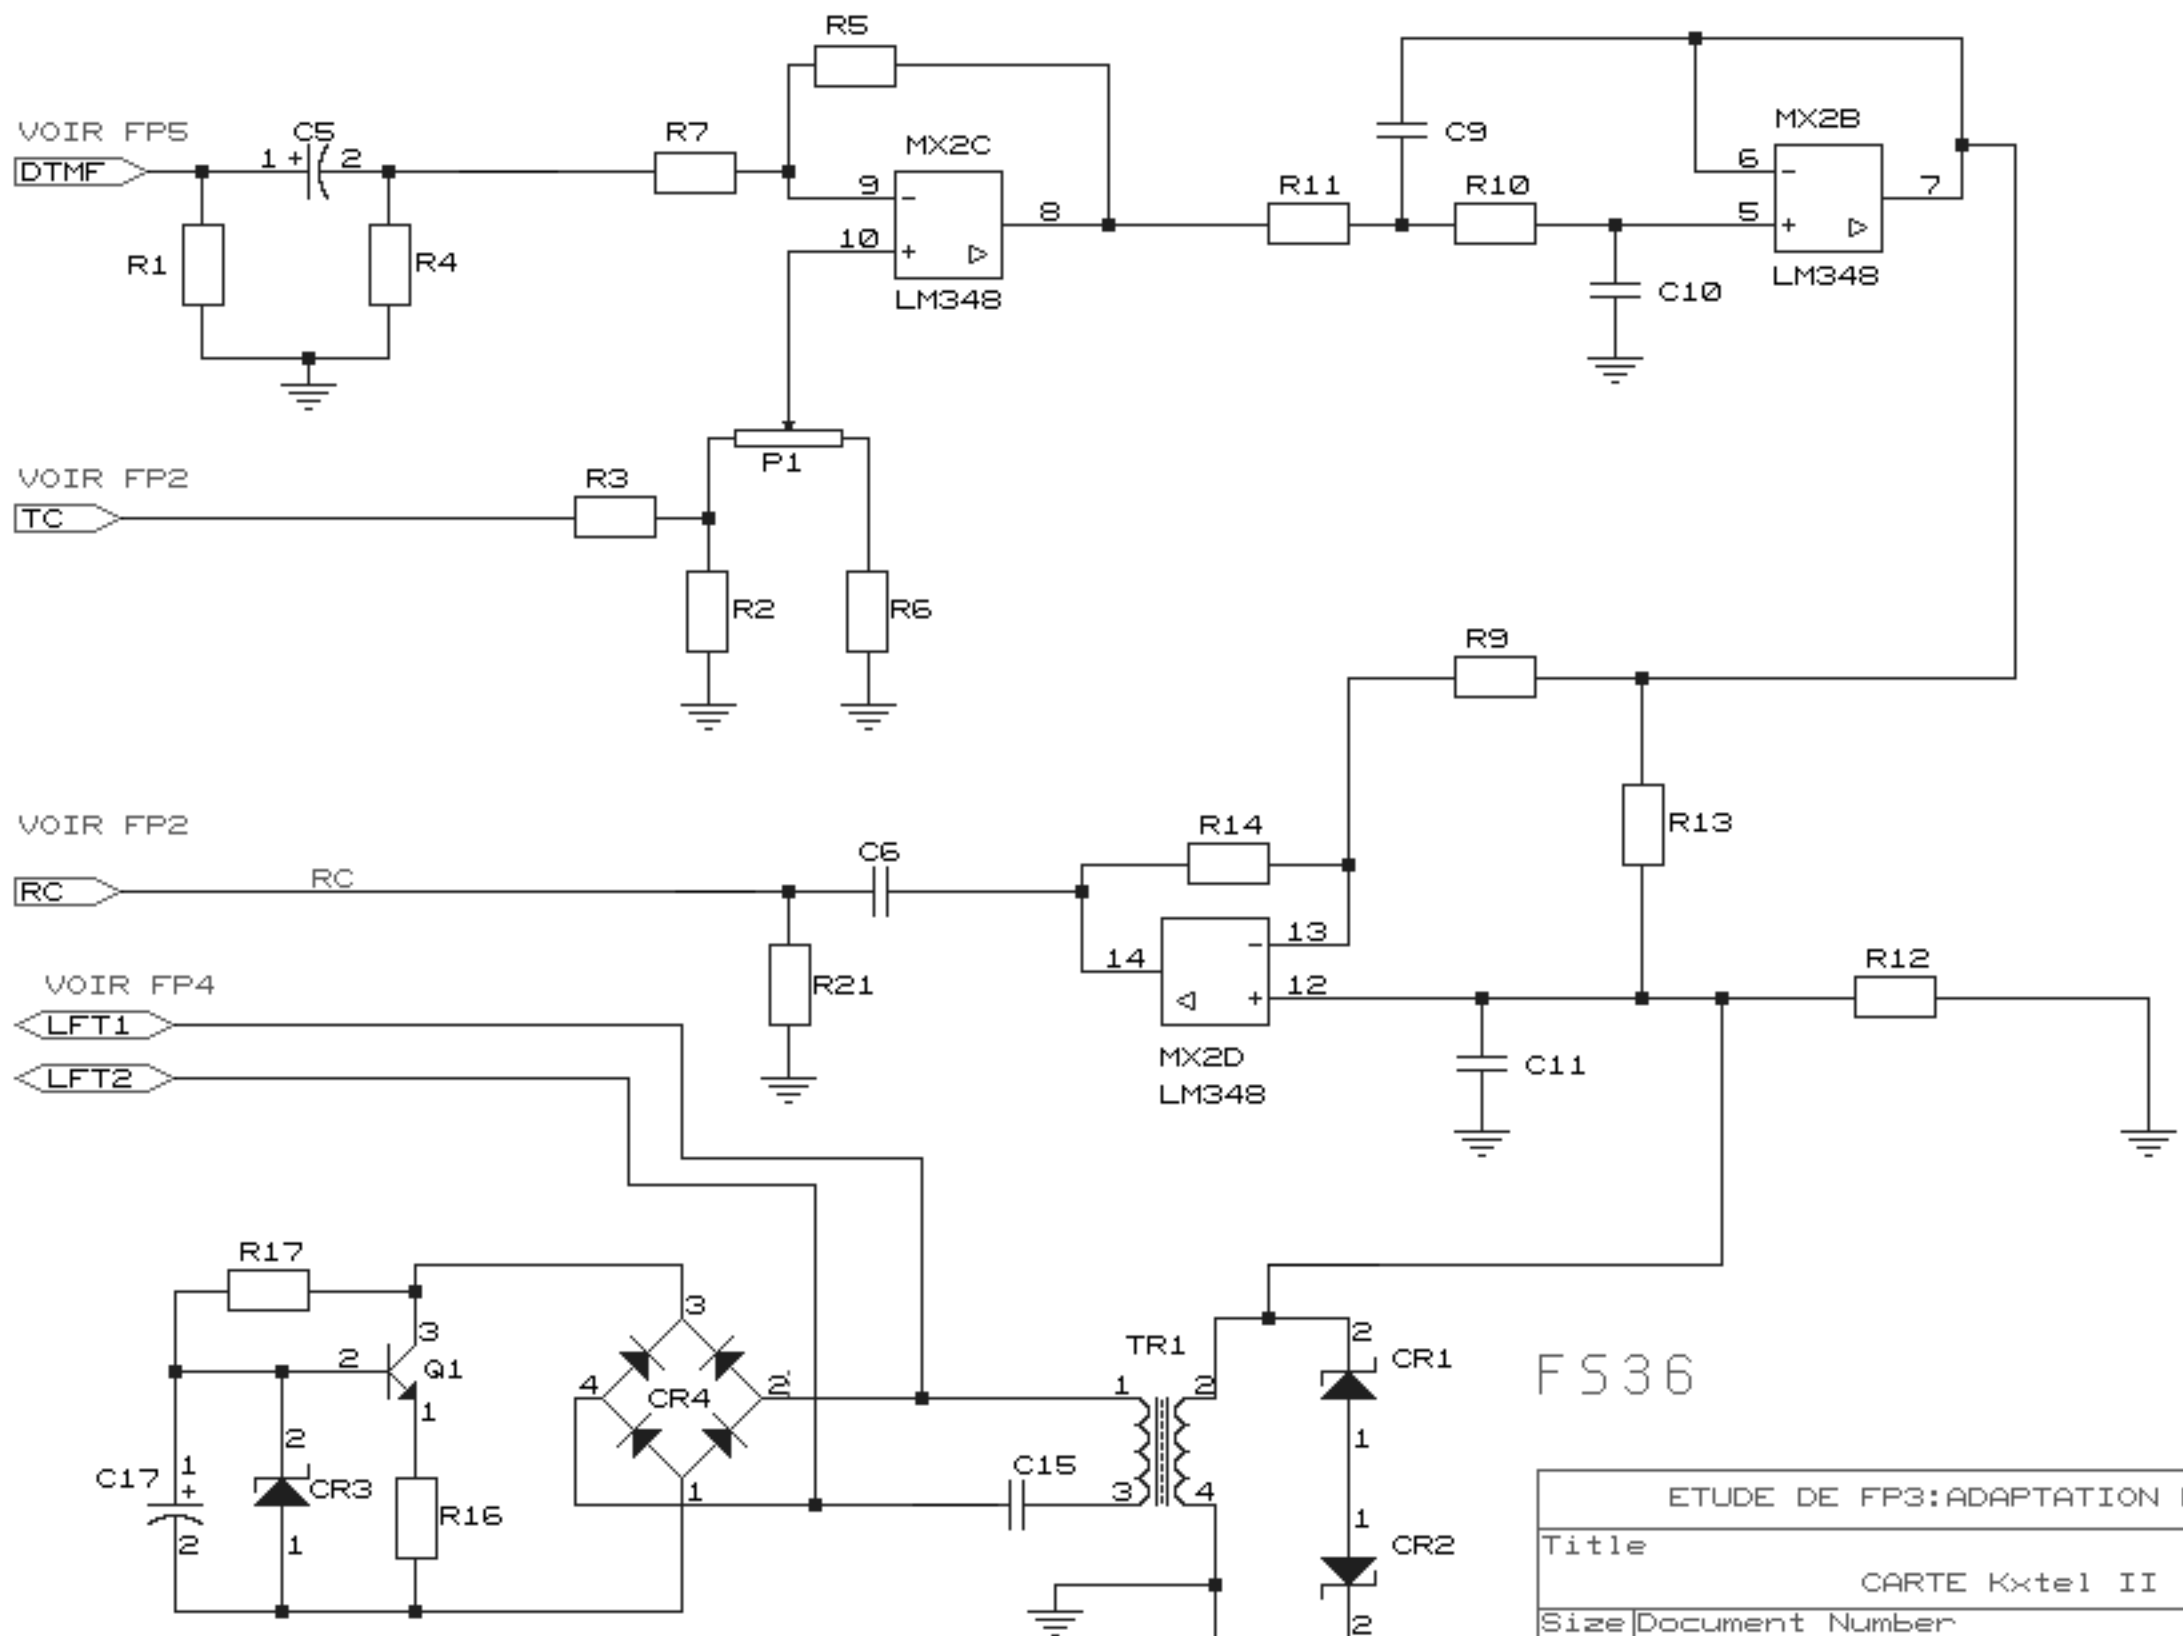 R5
VOIR FP5
C5
R7
MX2C
C9
MX2B
DTMF
1 + 2
9 -
6 -
R11
R10
7
8
5 +
10 +
R1
R4
LM348
C10
LM348
P1
VOIR FP2
R3
TC
R2
R6
R9
VOIR FP2
R14
R13
C6
RC
RC
- 13
14
R12
VOIR FP4
R21
+ 12
LFT1
MX2D
C11
LFT2
LM348
R17
3
3
TR1
2
CR1
2
Q1
4
CR4
2
1
2
FS36
1
2
1
C15
C17
1
+
CR3
R16
1
3
4
ETUDE DE FP3:ADAPTATION
1
CR2
2
1
Title
CARTE Kxtel II
Size Document Number
2